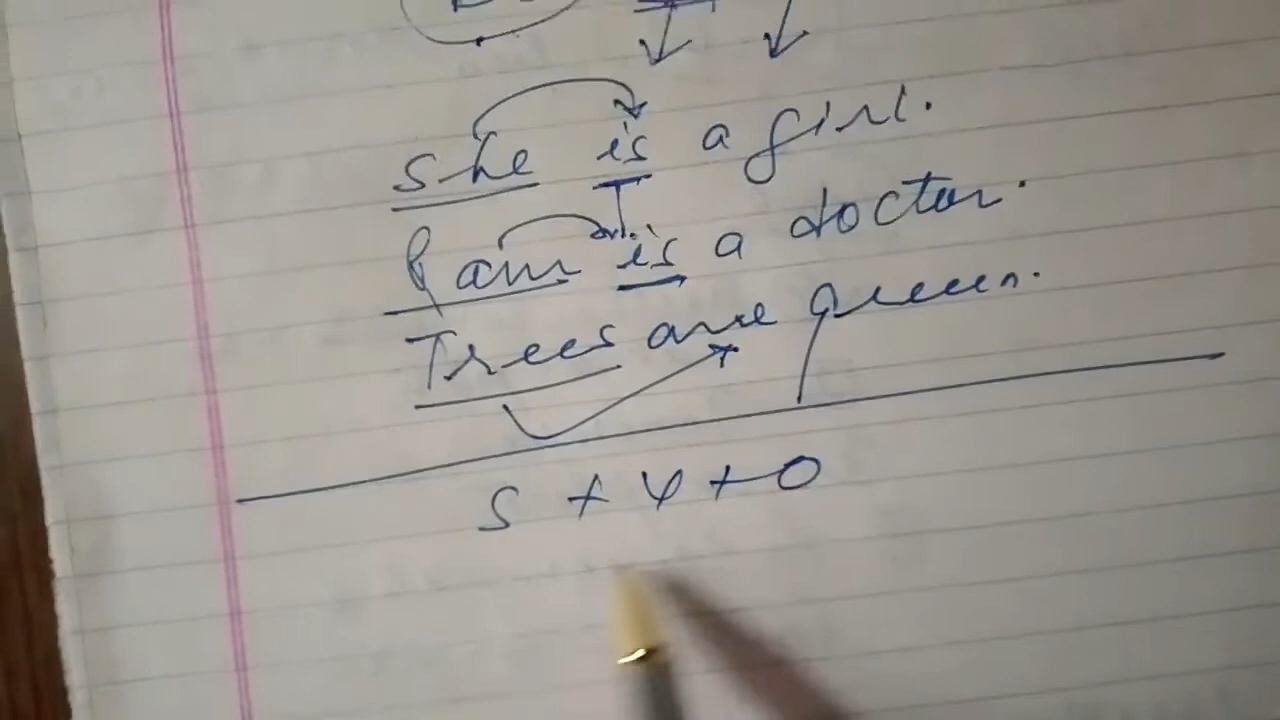 She is a girl.
Ram is a doctor.
Trees are green.
S + V + O